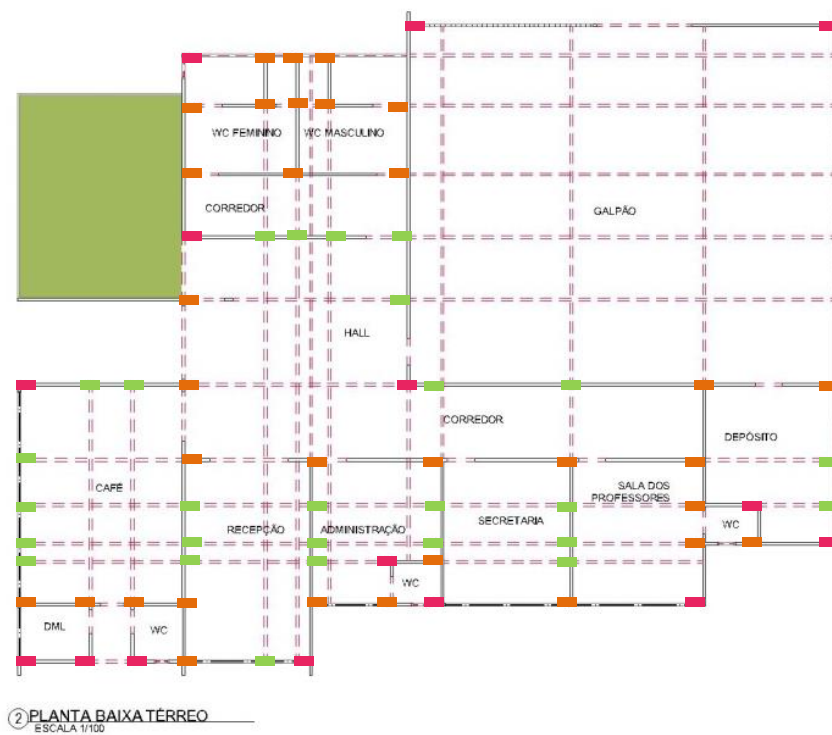 WC FEMININO
WC MASCULINO
CORREDOR
GALPÃO
HALL
CORREDOR
DEPÓSITO
CAFÉ
SALA DOS
PROFESSORES
RECEPÇÃO
ADMINISTRAÇÃO
SECRETARIA
WC
WC
DML
WC
2 PLANTA BAIXA TÉRREO
ESCALA 1/100